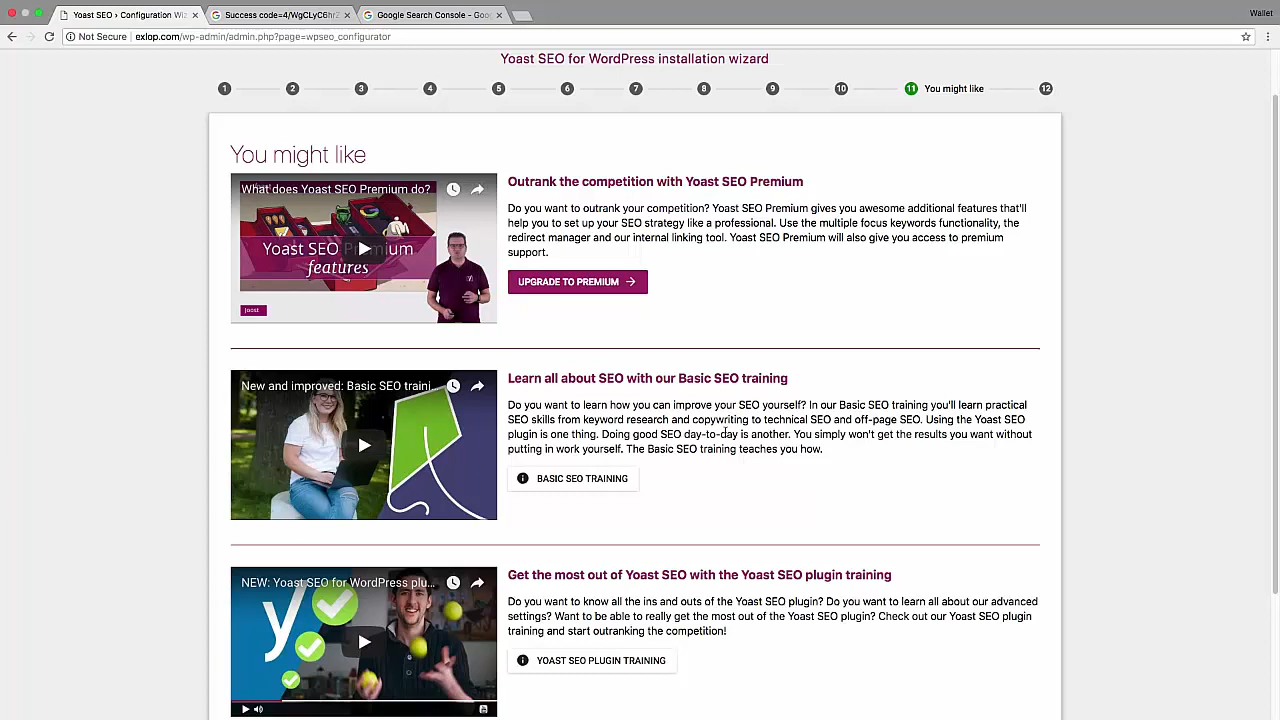 Yoast SEO › Configuration Wiz
Success code=4/WgCLyC6hr
Google Search Console - Goo
Wallet
Not Secure
exlop.com/wp-admin/admin.php?page=wpseo_configurator
Yoast SEO for WordPress installation wizard
1 2 3 4 5 6 7 8 9 10 11 You might like 12
You might like
What does Yoast SEO Premium do?
Yoast SEO Premium
features
joost
Outrank the competition with Yoast SEO Premium
Do you want to outrank your competition? Yoast SEO Premium gives you awesome additional features that'll
help you to set up your SEO strategy like a professional. Use the multiple focus keywords functionality, the
redirect manager and our internal linking tool. Yoast SEO Premium will also give you access to premium
support.
UPGRADE TO PREMIUM
New and improved: Basic SEO traini...
Learn all about SEO with our Basic SEO training
Do you want to learn how you can improve your SEO yourself? In our Basic SEO training you'll learn practical
SEO skills from keyword research and copywriting to technical SEO and off-page SEO. Using the Yoast SEO
plugin is one thing. Doing good SEO day-to-day is another. You simply won't get the results you want without
putting in work yourself. The Basic SEO training teaches you how.
BASIC SEO TRAINING
NEW: Yoast SEO for WordPress plu...
y
Get the most out of Yoast SEO with the Yoast SEO plugin training
Do you want to know all the ins and outs of the Yoast SEO plugin? Do you want to learn all about our advanced
settings? Want to be able to really get the most out of the Yoast SEO plugin? Check out our Yoast SEO plugin
training and start outranking the competition!
YOAST SEO PLUGIN TRAINING